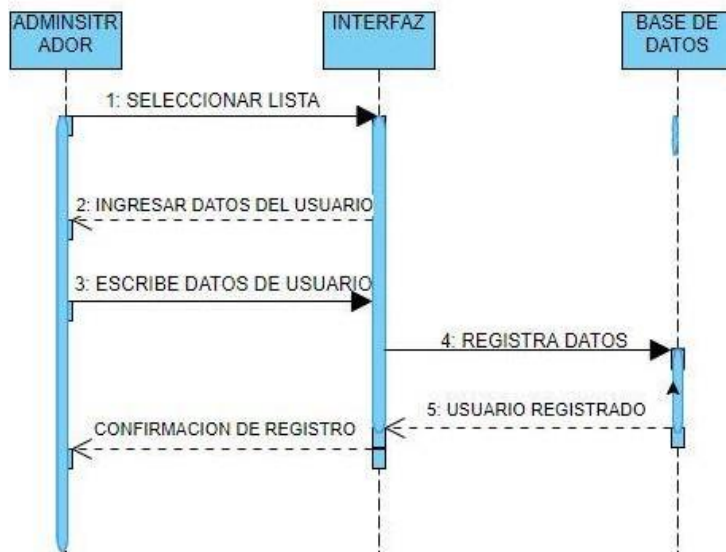 ADMINSITR
ADOR
INTERFAZ
BASE DE
DATOS
1: SELECCIONAR LISTA
2: INGRESAR DATOS DEL USUARIO
3: ESCRIBE DATOS DE USUARIO
4: REGISTRA DATOS
5: USUARIO REGISTRADO
CONFIRMACION DE REGISTRO